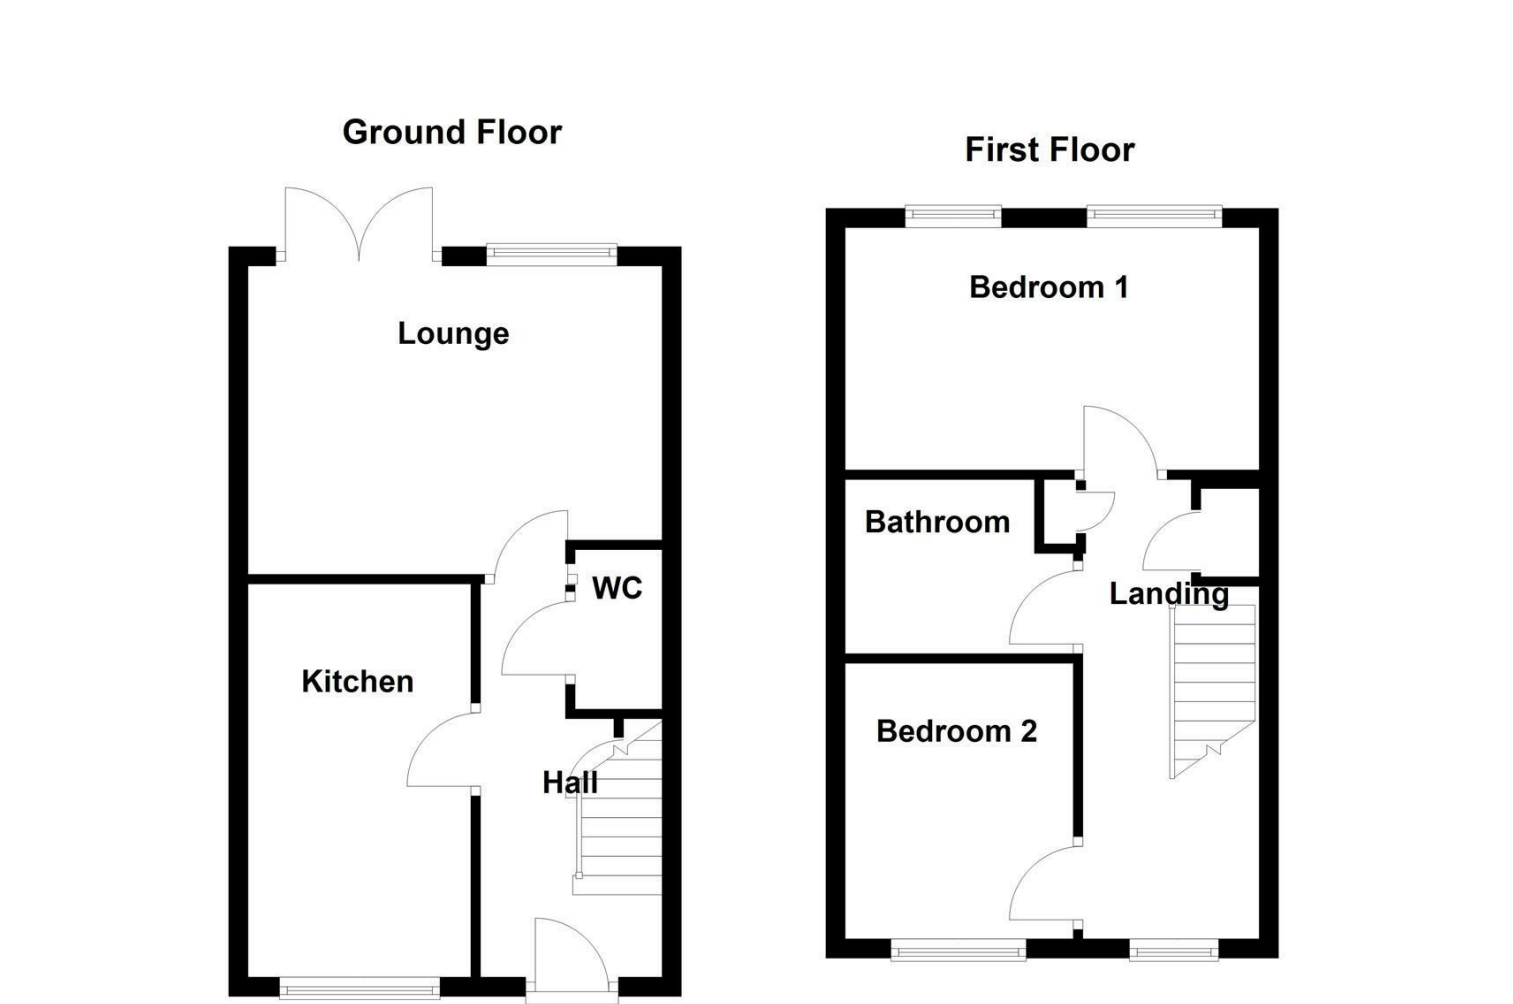 Ground Floor
Lounge
WC
Kitchen
Hall
First Floor
Bedroom 1
Bathroom
Landing
Bedroom 2